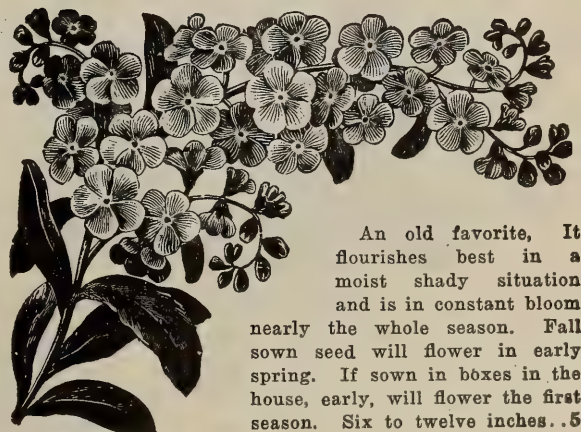 An old favorite, It
flourishes best in a
moist shady situation
and is in constant bloom
nearly the whole season. Fall
sown seed will flower in early
spring. If sown in boxes in the
house, early, will flower the first
season. Six to twelve inches..5